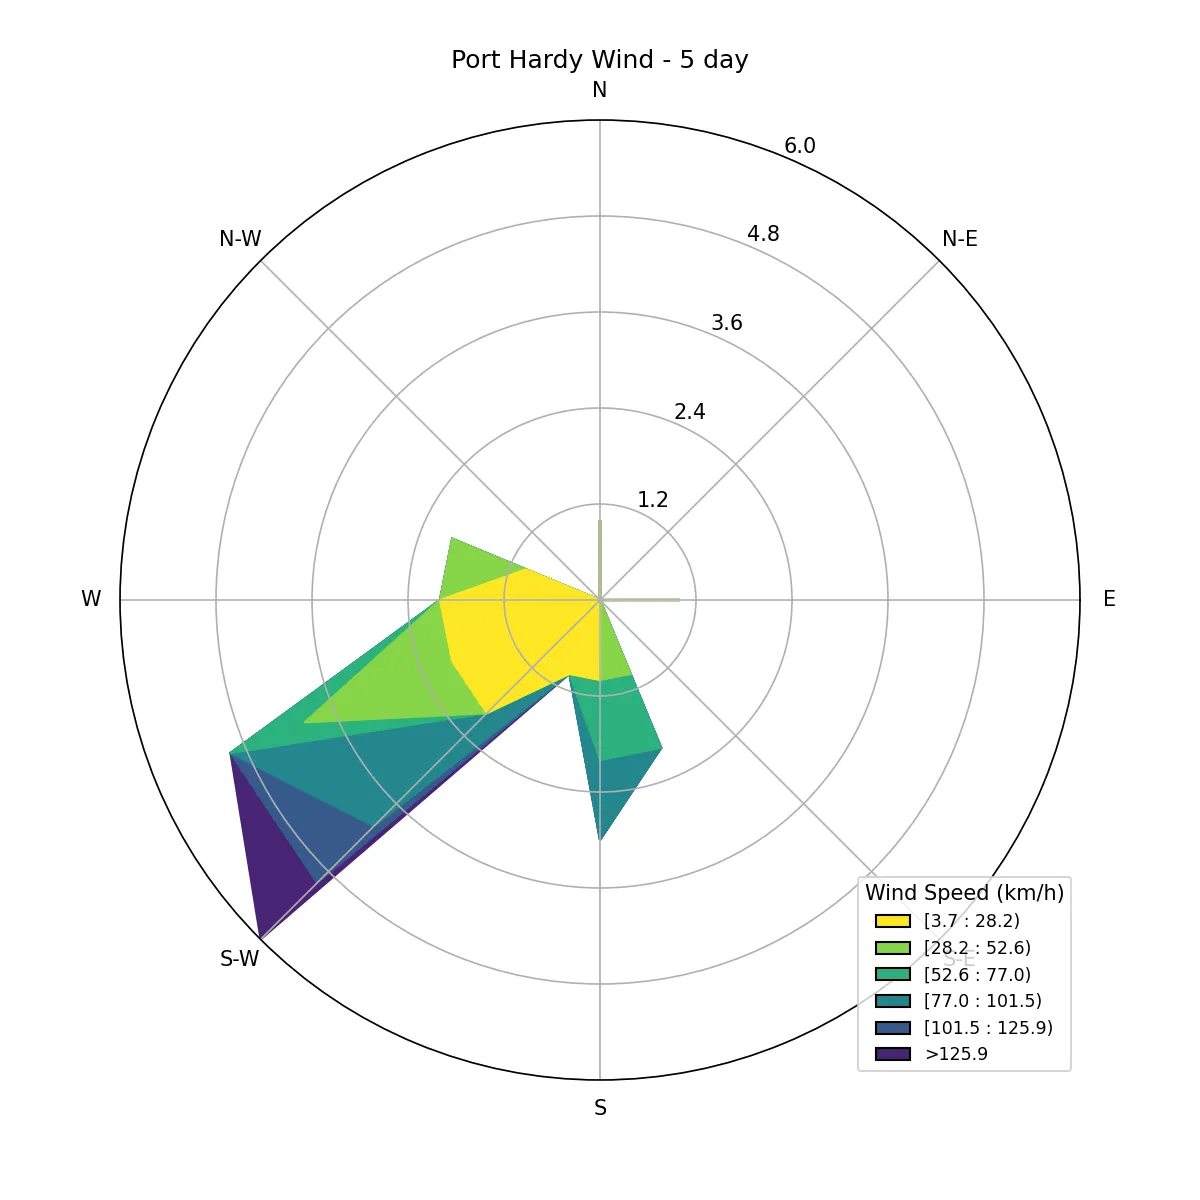 Port Hardy Wind - 5 day
N
6.0
N-W
N-E
4.8
3.6
2.4
1.2
W
E
Wind Speed (km/h)
[3.7 : 28.2)
[28.2 : 52.6)
S-W
S-E
[52.6 : 77.0)
[77.0 : 101.5)
[101.5 : 125.9)
>125.9
S